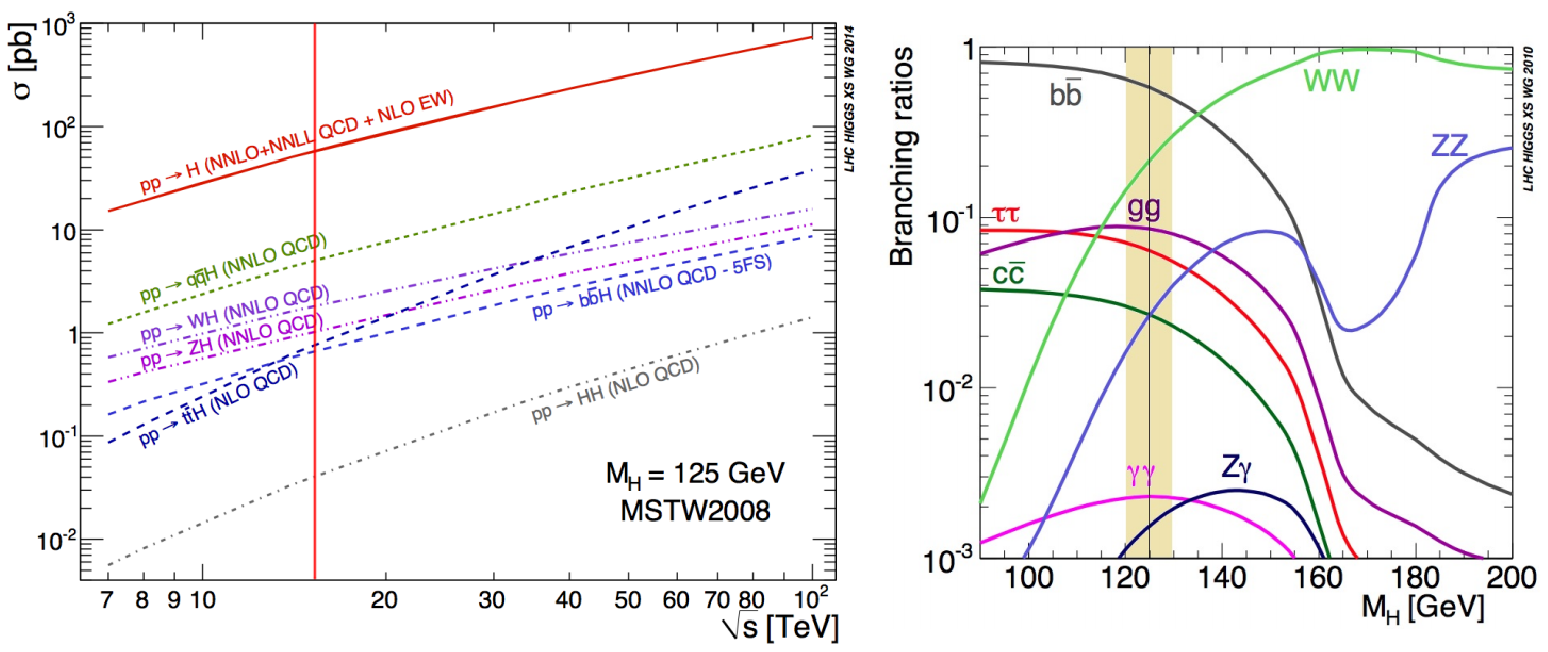 σ [pb]
10³
10²
10
1
10⁻¹
10⁻²
pp → H (NNLO+NNLL QCD + NLO EW)
pp → qq̅H (NNLO QCD)
pp → WH (NNLO QCD)
pp → ZH (NNLO QCD)
pp → tt̅H (NLO QCD)
pp → bb̅H (NNLO QCD - 5FS)
pp → HH (NLO QCD)
M_H = 125 GeV
MSTW2008
7 8 9 10 20 30 40 50 60 70 80 10²
√s [TeV]
LHC HIGGS XS WG 2014
Branching ratios
1
10⁻¹
10⁻²
10⁻³
bb̅
WW
ZZ
ττ
gg
cc̅
γγ
Zγ
100 120 140 160 180 200
M_H [GeV]
LHC HIGGS XS WG 2010